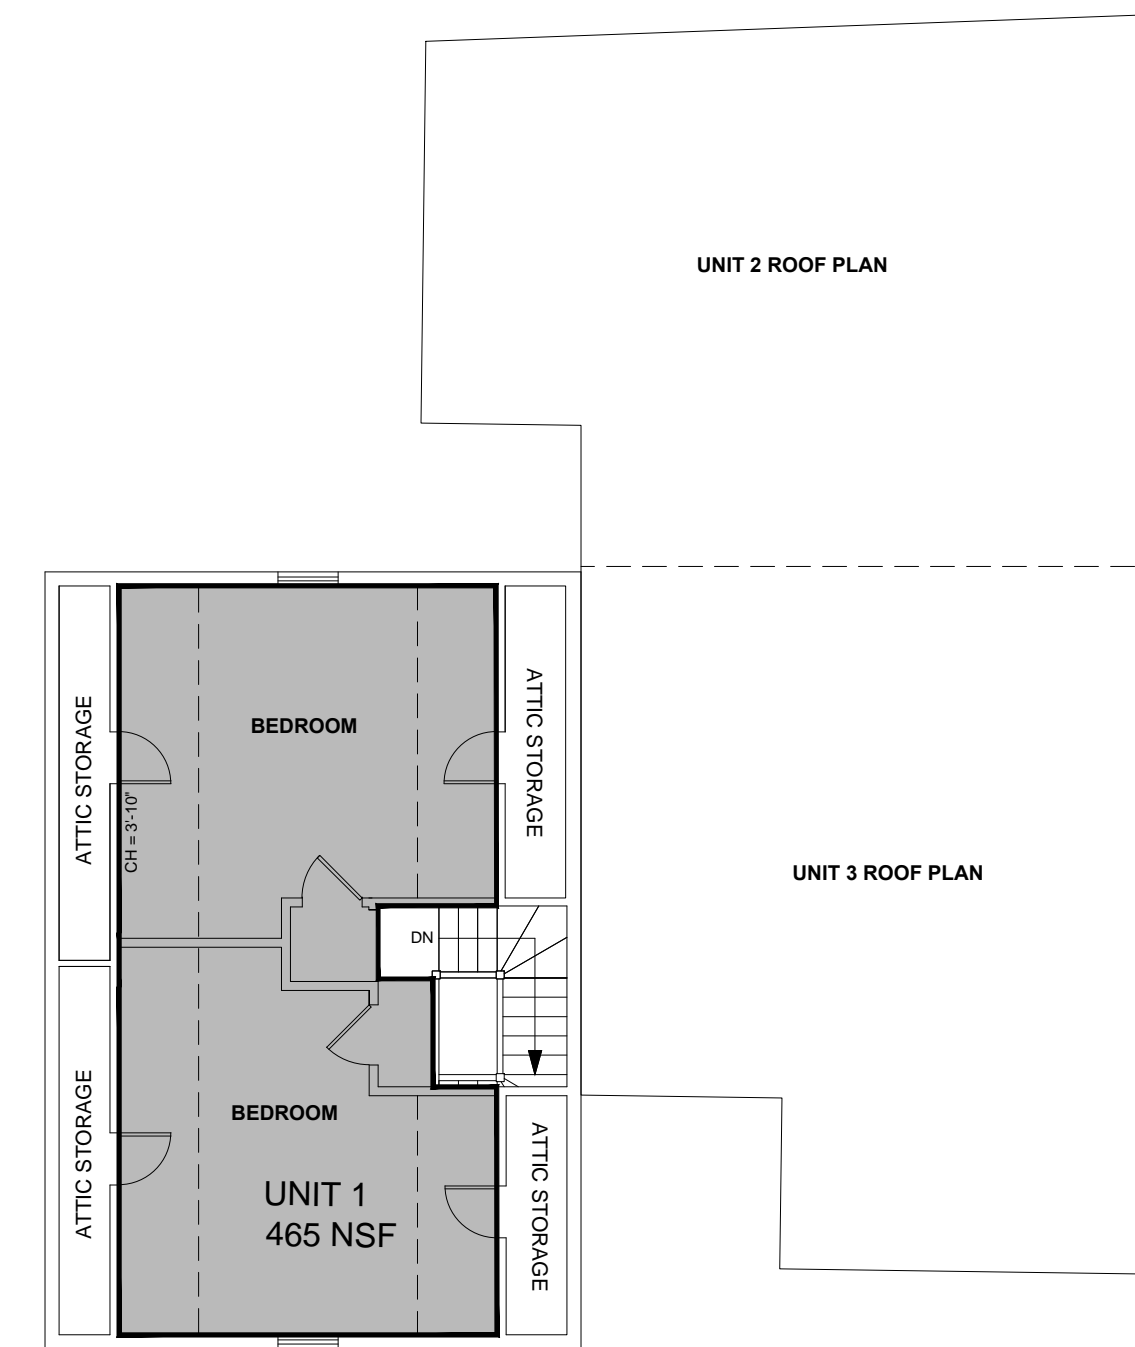 UNIT 2 ROOF PLAN
ATTIC STORAGE
BEDROOM
ATTIC STORAGE
CH = 3'-10"
UNIT 3 ROOF PLAN
DN
ATTIC STORAGE
BEDROOM
ATTIC STORAGE
UNIT 1
465 NSF